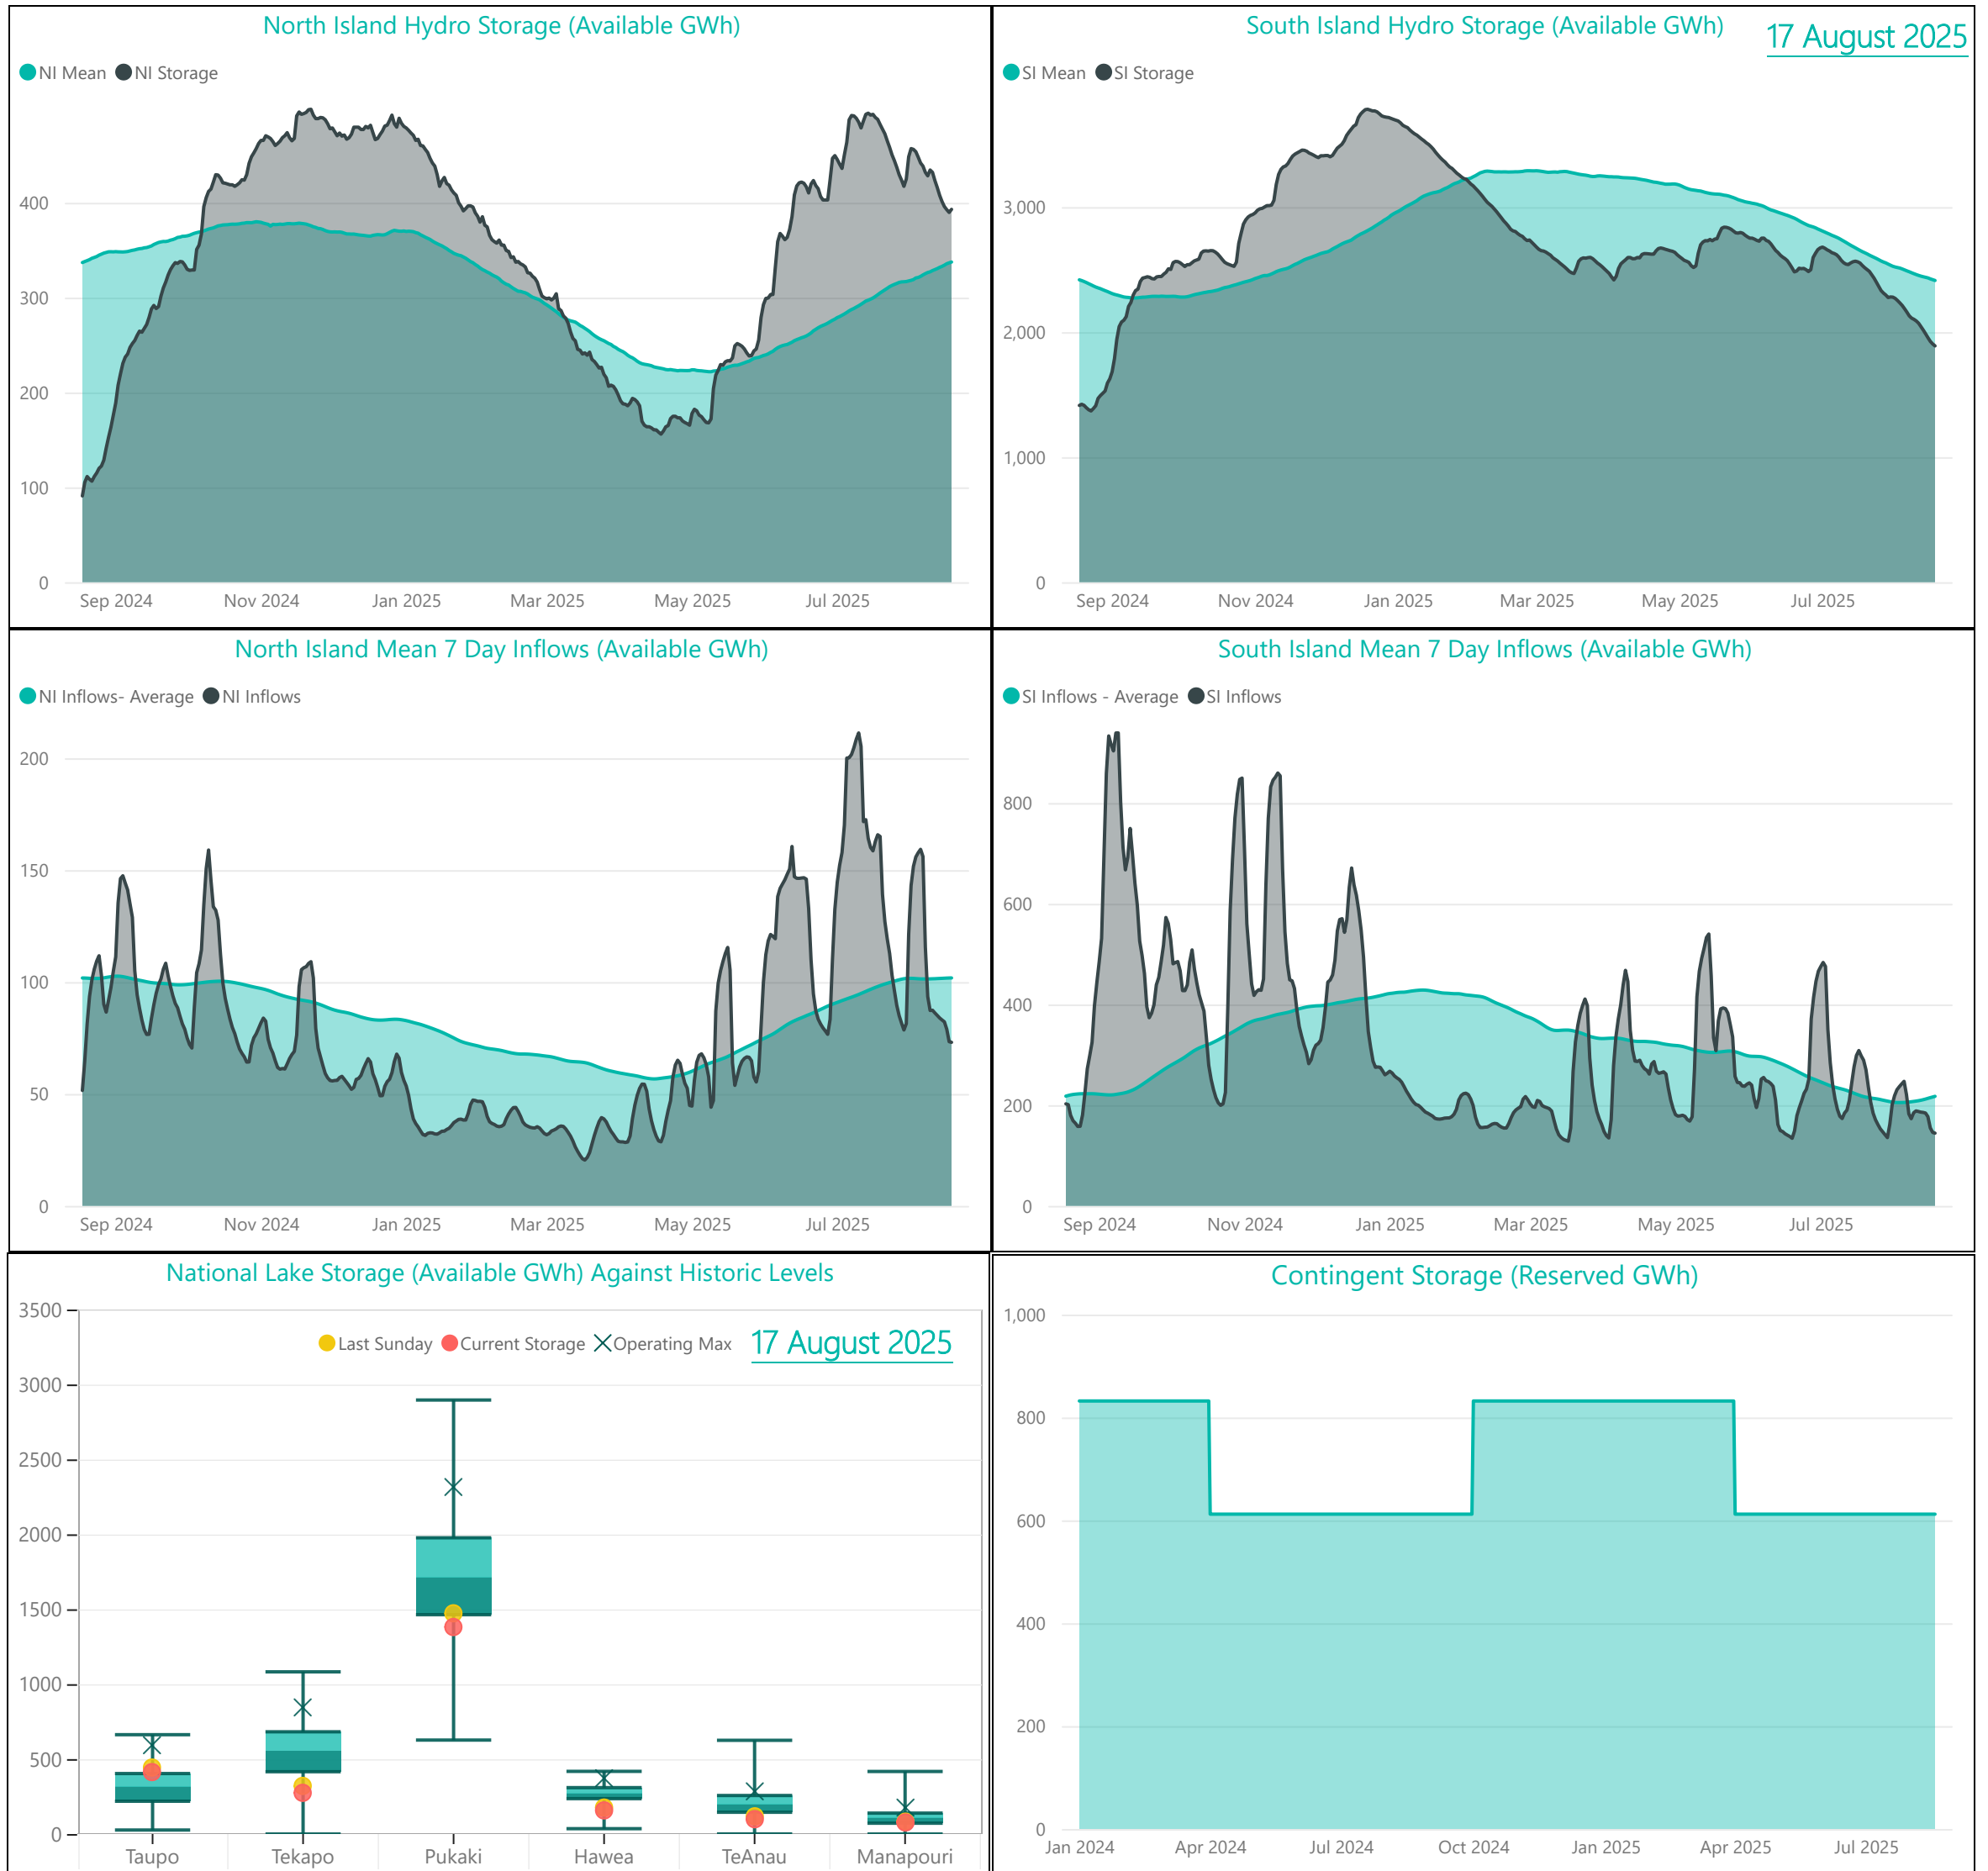 North Island Hydro Storage (Available GWh)
NI Mean NI Storage
400
300
200
100
0
Sep 2024 Nov 2024 Jan 2025 Mar 2025 May 2025 Jul 2025
South Island Hydro Storage (Available GWh)
17 August 2025
SI Mean SI Storage
3,000
2,000
1,000
0
Sep 2024 Nov 2024 Jan 2025 Mar 2025 May 2025 Jul 2025
North Island Mean 7 Day Inflows (Available GWh)
NI Inflows- Average NI Inflows
200
150
100
50
0
Sep 2024 Nov 2024 Jan 2025 Mar 2025 May 2025 Jul 2025
South Island Mean 7 Day Inflows (Available GWh)
SI Inflows - Average SI Inflows
800
600
400
200
0
Sep 2024 Nov 2024 Jan 2025 Mar 2025 May 2025 Jul 2025
National Lake Storage (Available GWh) Against Historic Levels
Last Sunday Current Storage Operating Max 17 August 2025
3500
3000
2500
2000
1500
1000
500
0
Taupo Tekapo Pukaki Hawea TeAnau Manapouri
Contingent Storage (Reserved GWh)
1,000
800
600
400
200
0
Jan 2024 Apr 2024 Jul 2024 Oct 2024 Jan 2025 Apr 2025 Jul 2025